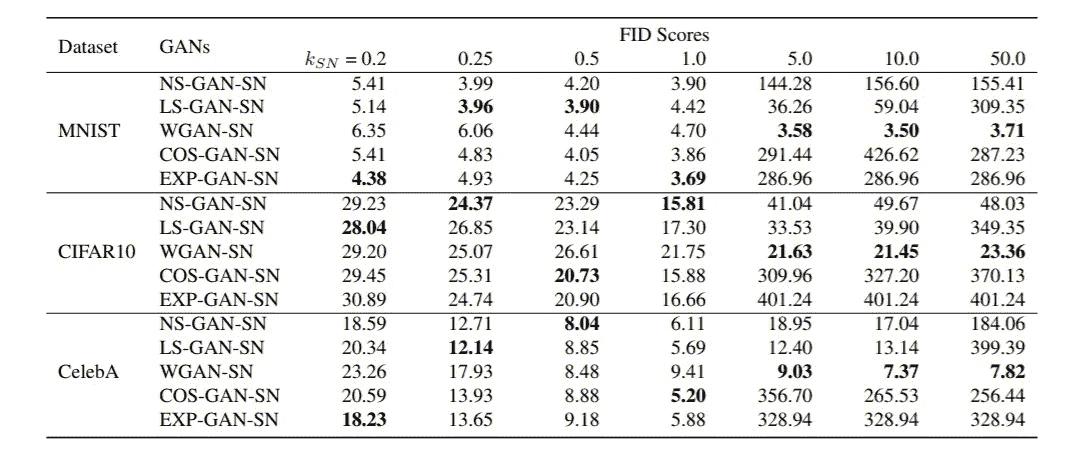 Dataset GANs FID Scores
k_SN = 0.2 0.25 0.5 1.0 5.0 10.0 50.0
NS-GAN-SN 5.41 3.99 4.20 3.90 144.28 156.60 155.41
LS-GAN-SN 5.14 3.96 3.90 4.42 36.26 59.04 309.35
MNIST WGAN-SN 6.35 6.06 4.44 4.70 3.58 3.50 3.71
COS-GAN-SN 5.41 4.83 4.05 3.86 291.44 426.62 287.23
EXP-GAN-SN 4.38 4.93 4.25 3.69 286.96 286.96 286.96
NS-GAN-SN 29.23 24.37 23.29 15.81 41.04 49.67 48.03
LS-GAN-SN 28.04 26.85 23.14 17.30 33.53 39.90 349.35
CIFAR10 WGAN-SN 29.20 25.07 26.61 21.75 21.63 21.45 23.36
COS-GAN-SN 29.45 25.31 20.73 15.88 309.96 327.20 370.13
EXP-GAN-SN 30.89 24.74 20.90 16.66 401.24 401.24 401.24
NS-GAN-SN 18.59 12.71 8.04 6.11 18.95 17.04 184.06
LS-GAN-SN 20.34 12.14 8.85 5.69 12.40 13.14 399.39
CelebA WGAN-SN 23.26 17.93 8.48 9.41 9.03 7.37 7.82
COS-GAN-SN 20.59 13.93 8.88 5.20 356.70 265.53 256.44
EXP-GAN-SN 18.23 13.65 9.18 5.88 328.94 328.94 328.94